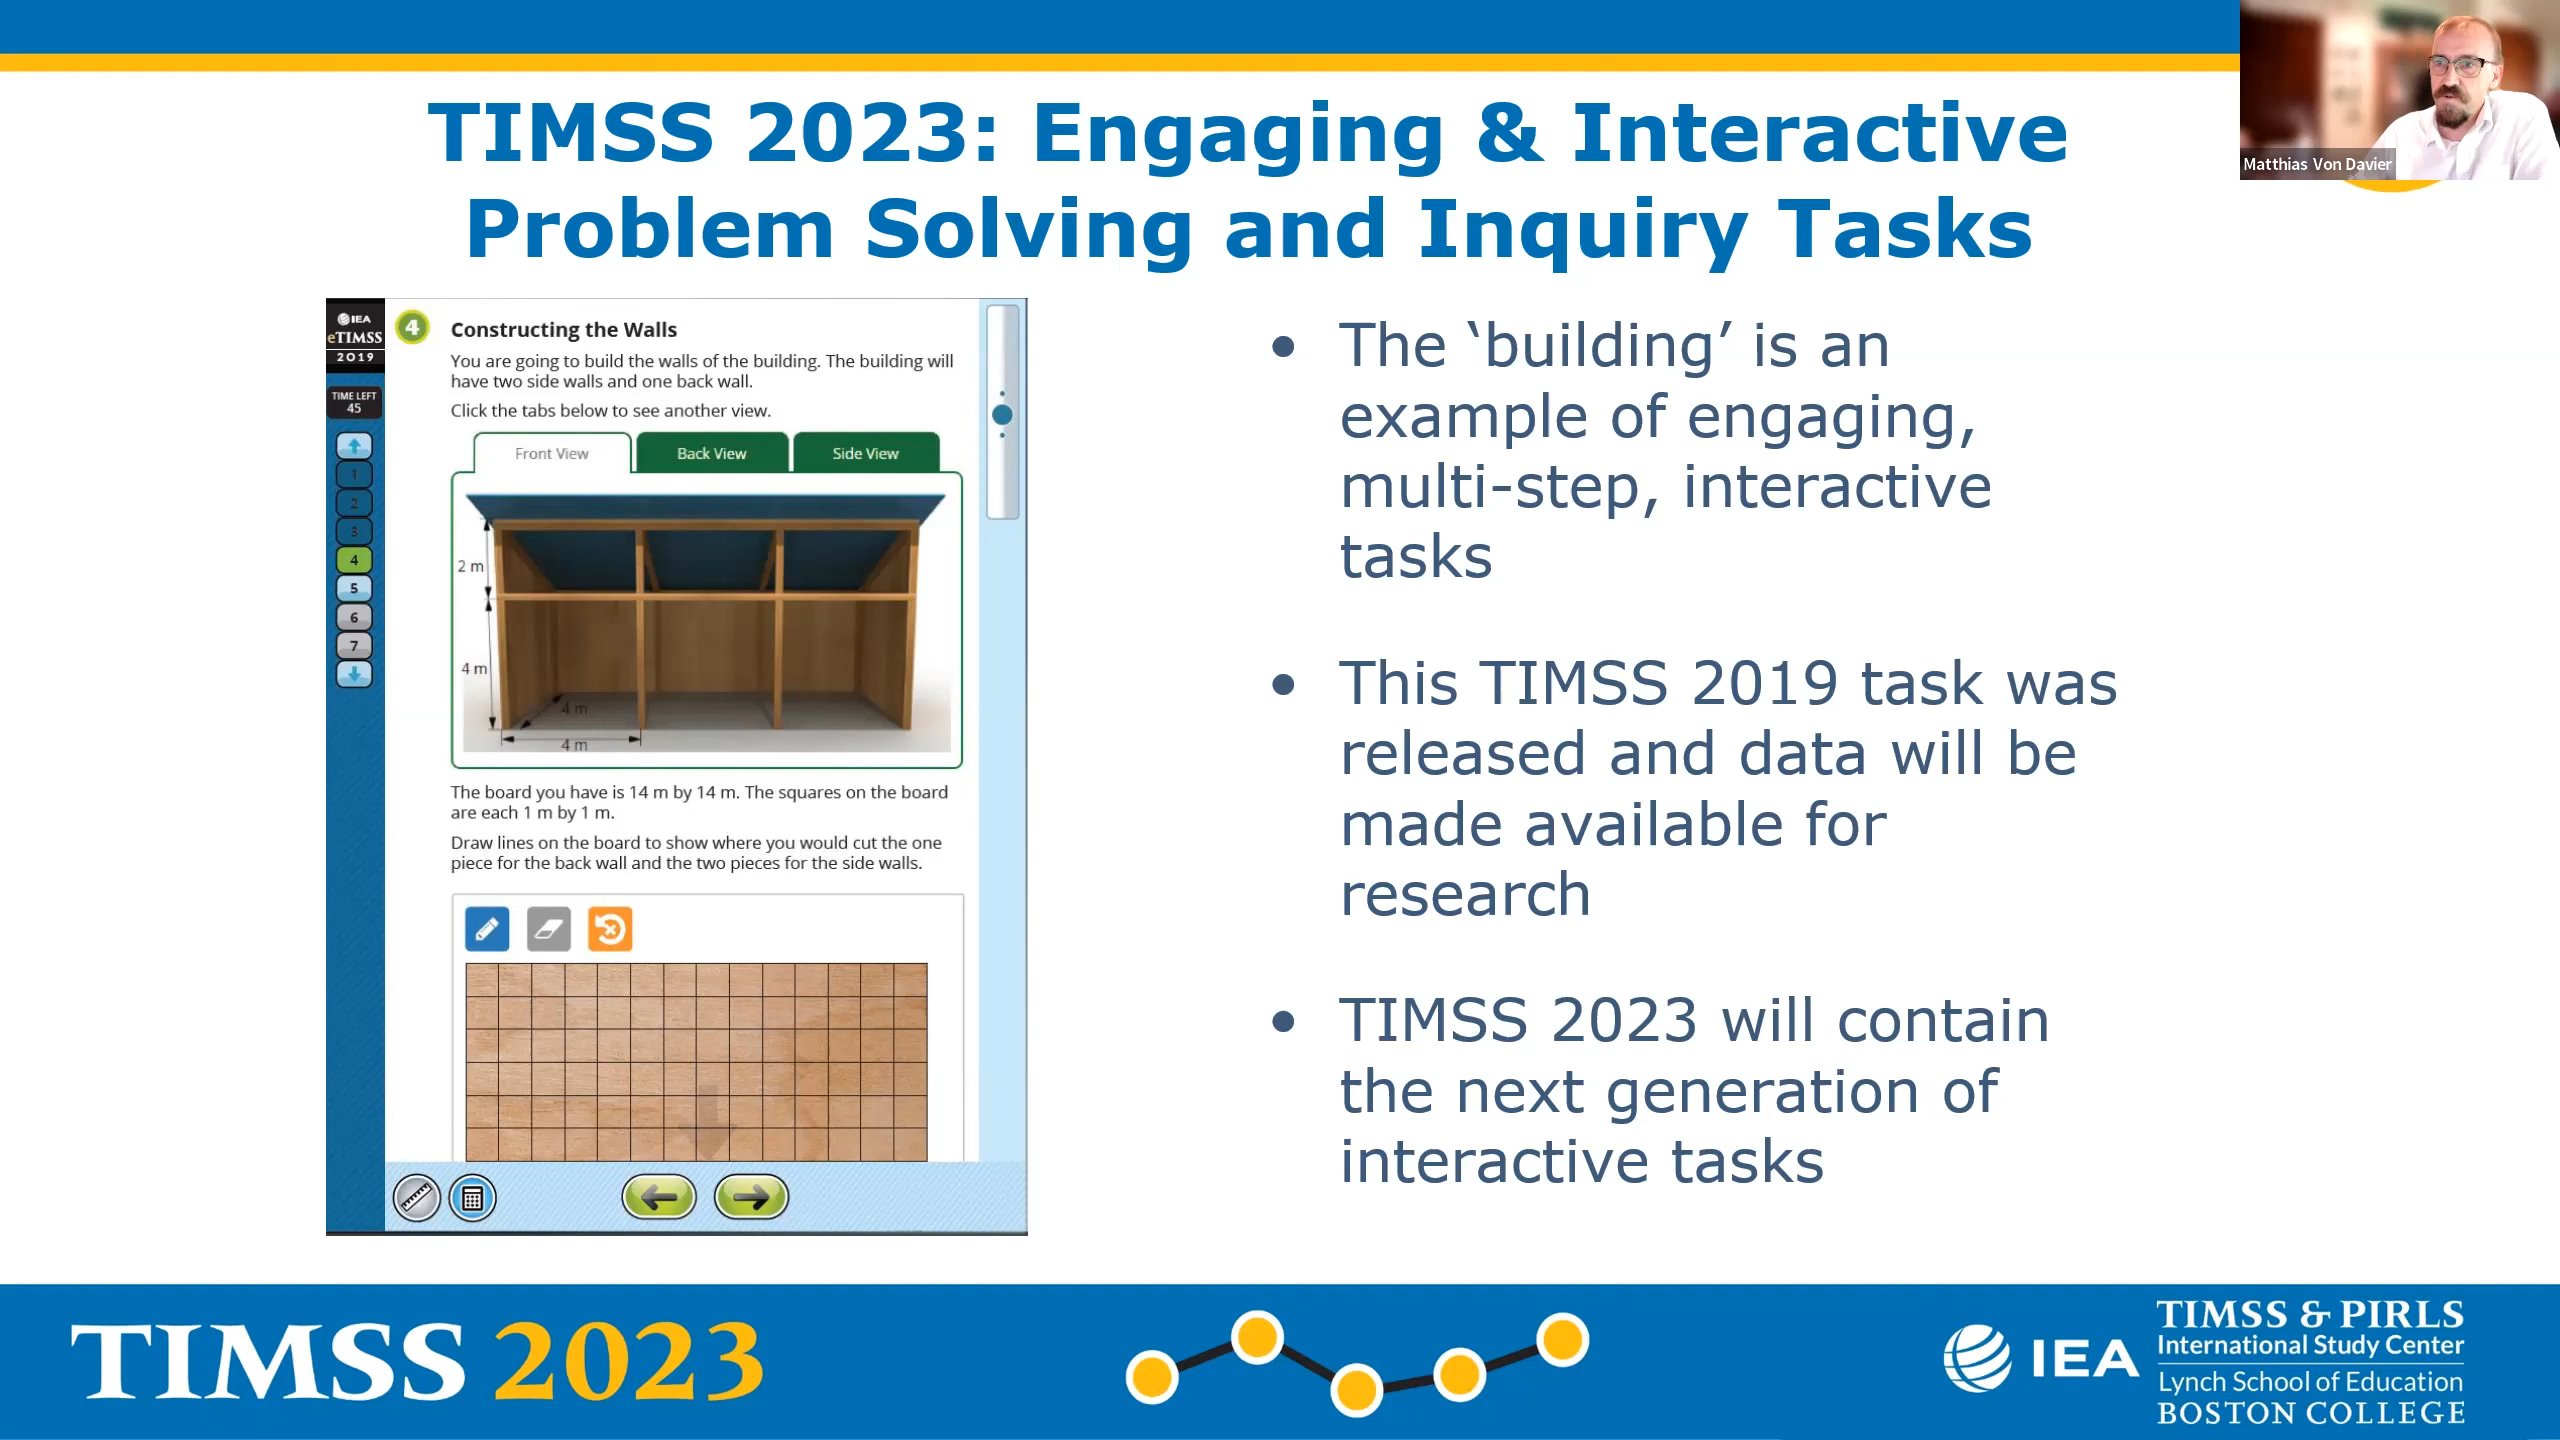 Matthias Von Davier
TIMSS 2023: Engaging & Interactive
Problem Solving and Inquiry Tasks
IEA
eTIMSS
2019
TIME LEFT
45
1
2
3
4
5
6
7
4
Constructing the Walls
You are going to build the walls of the building. The building will
have two side walls and one back wall.
Click the tabs below to see another view.
Front View
Back View
Side View
2 m
4 m
4 m
4 m
The board you have is 14 m by 14 m. The squares on the board
are each 1 m by 1 m.
Draw lines on the board to show where you would cut the one
piece for the back wall and the two pieces for the side walls.
• The ‘building’ is an
example of engaging,
multi-step, interactive
tasks
• This TIMSS 2019 task was
released and data will be
made available for
research
• TIMSS 2023 will contain
the next generation of
interactive tasks
TIMSS 2023
IEA
TIMSS & PIRLS
International Study Center
Lynch School of Education
BOSTON COLLEGE